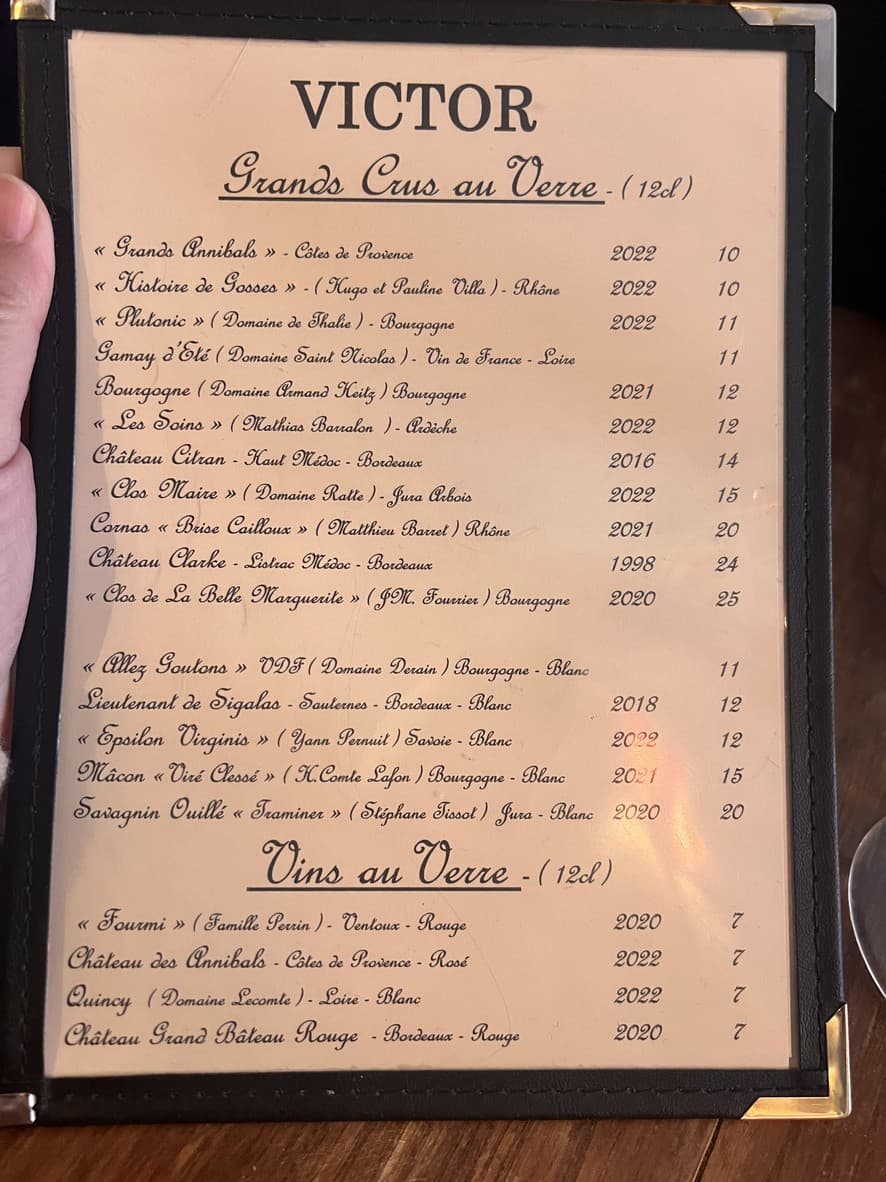 VICTOR
Grands Crus au Verre - ( 12cl )
« Grands Annibals » - Côtes de Provence 2022 10
« Histoire de Gosses » - ( Hugo et Pauline Villa ) - Rhône 2022 10
« Plutonic » ( Domaine de Thalie ) - Bourgogne 2022 11
Gamay d'Eté ( Domaine Saint Nicolas ) - Vin de France - Loire 11
Bourgogne ( Domaine Armand Heitz ) Bourgogne 2021 12
« Les Soins » ( Mathias Barralon ) - Ardèche 2022 12
Château Citran - Haut Médoc - Bordeaux 2016 14
« Clos Maire » ( Domaine Ratte ) - Jura Arbois 2022 15
Cornas « Brise Cailloux » ( Matthieu Barret ) Rhône 2021 20
Château Clarke - Listrac Médoc - Bordeaux 1998 24
« Clos de La Belle Marguerite » ( JM. Fourrier ) Bourgogne 2020 25
« Allez Goutons » VDF ( Domaine Derain ) Bourgogne - Blanc 11
Lieutenant de Sigalas - Sauternes - Bordeaux - Blanc 2018 12
« Epsilon Virginis » ( Yann Pernuit ) Savoie - Blanc 2022 12
Mâcon « Viré Clessé » ( H.Comte Lafon ) Bourgogne - Blanc 2021 15
Savagnin Ouillé « Traminer » ( Stéphane Tissot ) Jura - Blanc 2020 20
Vins au Verre - ( 12cl )
« Fourmi » ( Famille Perrin ) - Ventoux - Rouge 2020 7
Château des Annibals - Côtes de Provence - Rosé 2022 7
Quincy ( Domaine Lecomte ) - Loire - Blanc 2022 7
Château Grand Bâteau Rouge - Bordeaux - Rouge 2020 7